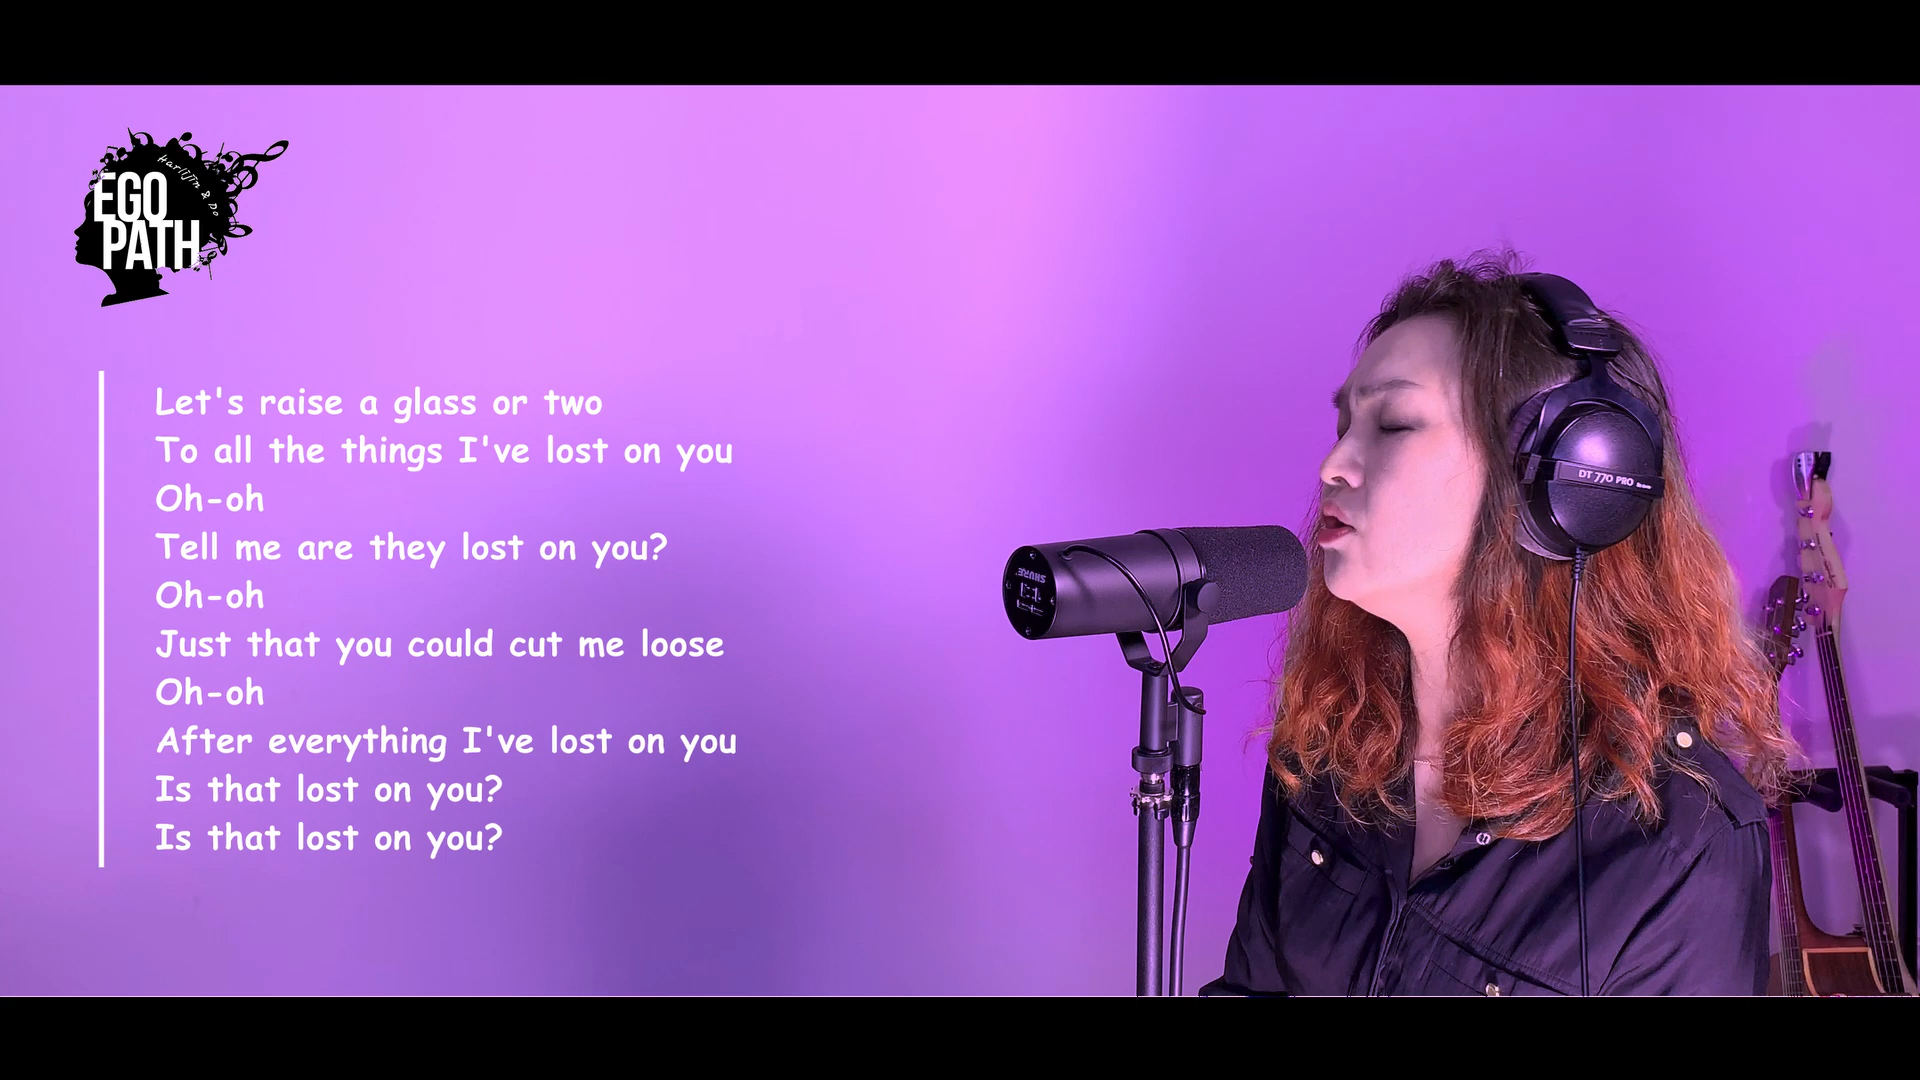 Harlijin & Do
EGO
PATH
Let's raise a glass or two
To all the things I've lost on you
Oh-oh
Tell me are they lost on you?
Oh-oh
Just that you could cut me loose
Oh-oh
After everything I've lost on you
Is that lost on you?
Is that lost on you?
SHURE
DT 770 PRO